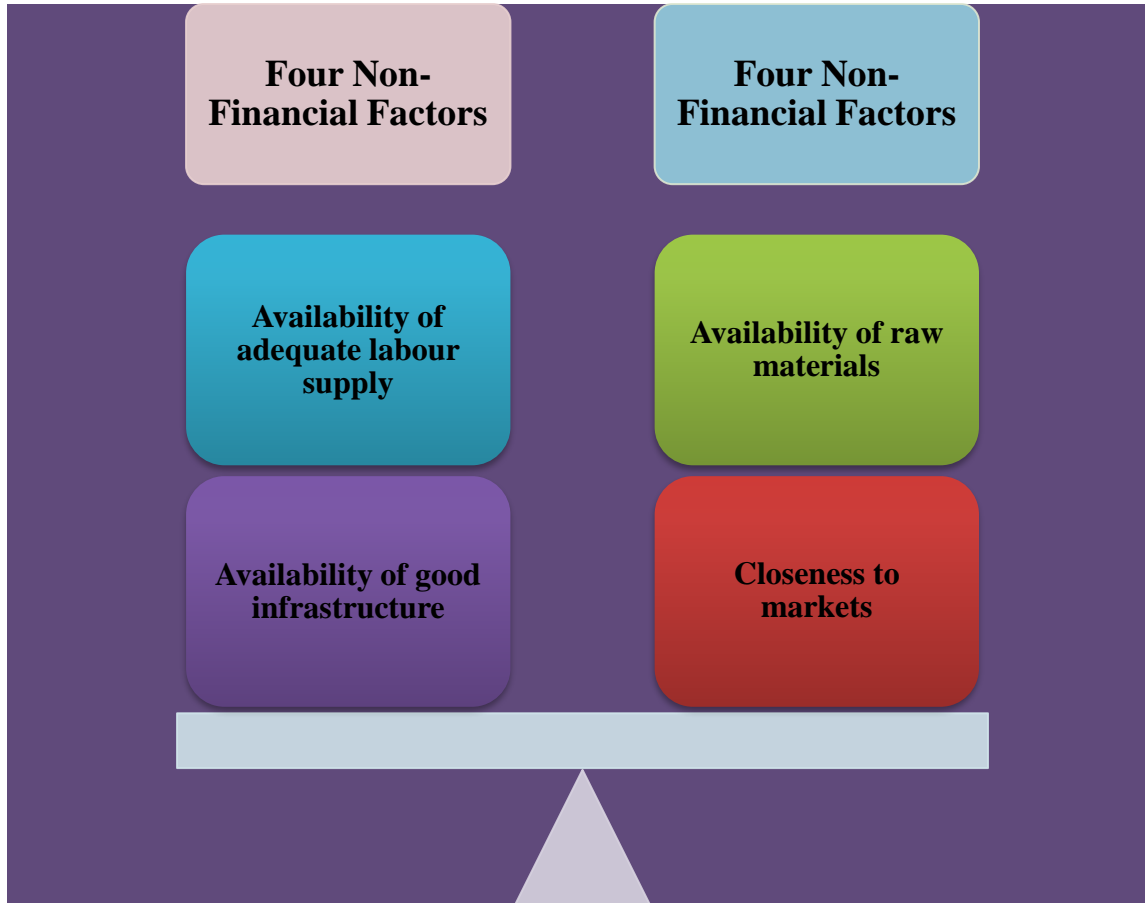 Four Non-
Financial Factors
Four Non-
Financial Factors
Availability of
adequate labour
supply
Availability of raw
materials
Availability of good
infrastructure
Closeness to
markets